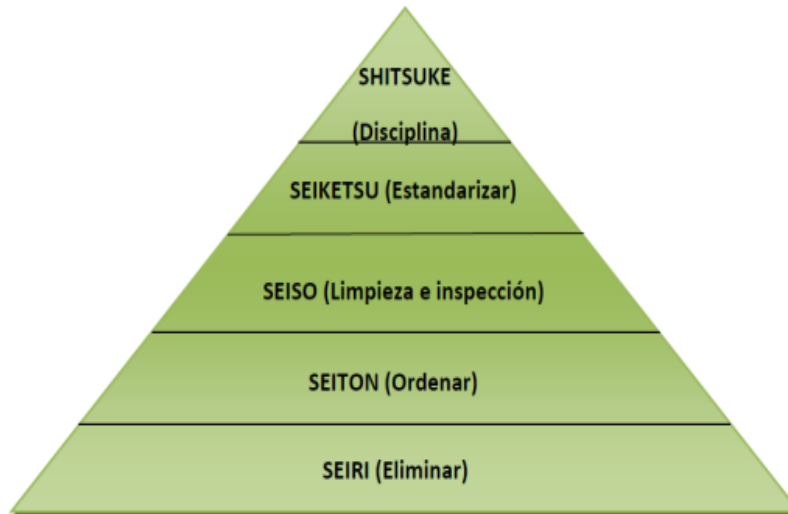 SHITSUKE
(Disciplina)
SEIKETSU (Estandarizar)
SEISO (Limpieza e inspección)
SEITON (Ordenar)
SEIRI (Eliminar)